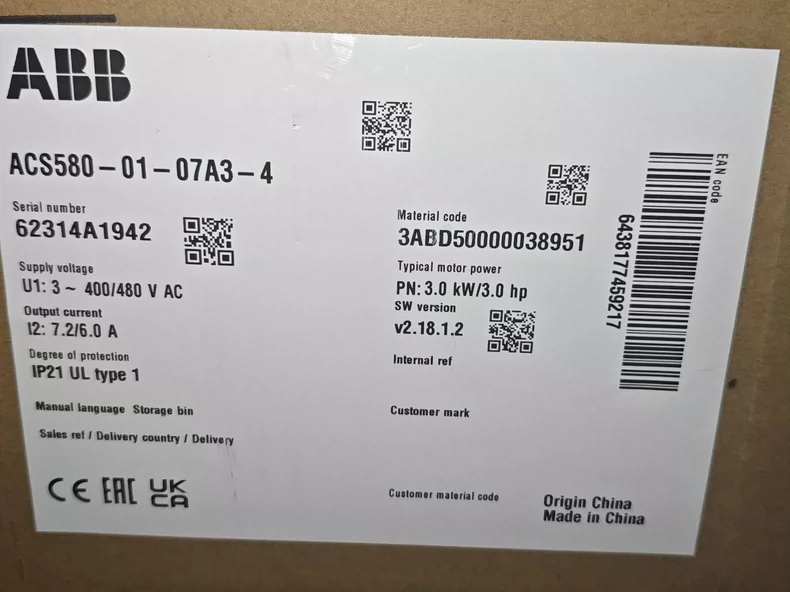 ABB
ACS580-01-07A3-4
Serial number
62314A1942
Supply voltage
U1: 3 ~ 400/480 V AC
Output current
I2: 7.2/6.0 A
Degree of protection
IP21 UL type 1
Manual language Storage bin
Sales ref / Delivery country / Delivery
CE EAC UK CA
Material code
3ABD50000038951
Typical motor power
PN: 3.0 kW/3.0 hp
SW version
v2.18.1.2
Internal ref
Customer mark
Customer material code
Origin China
Made in China
EAN code
6438177459217